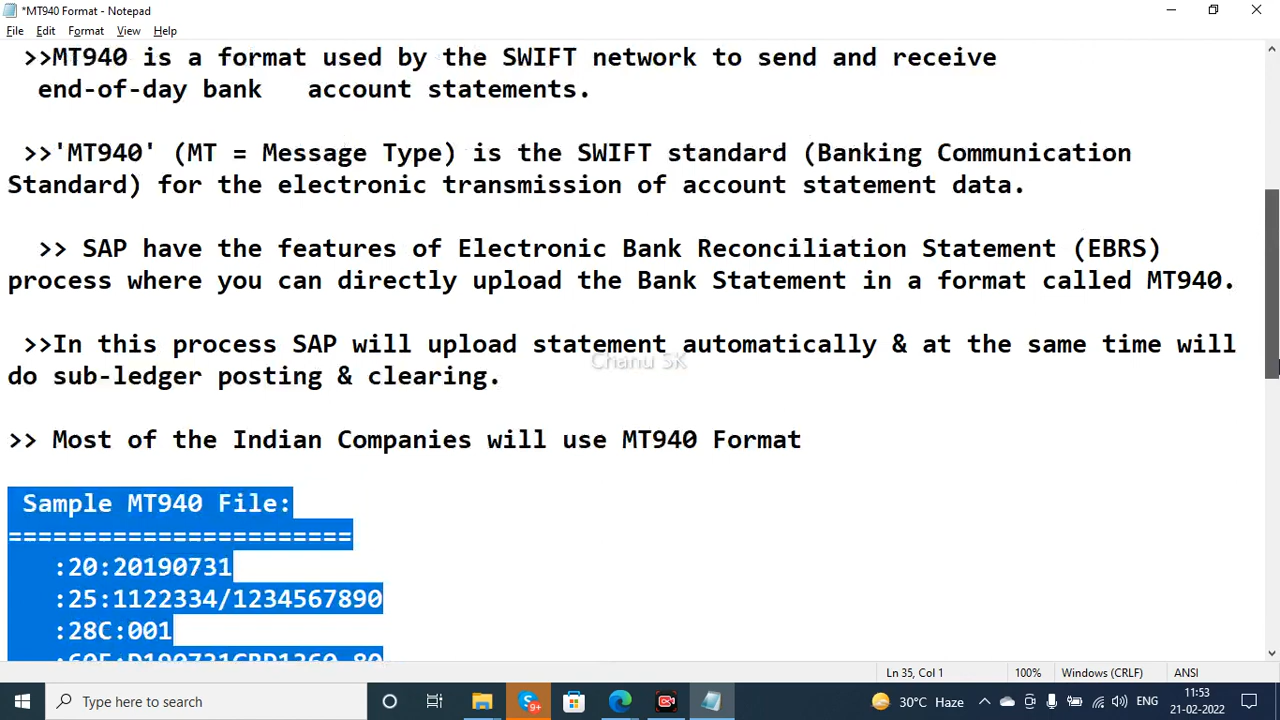 *MT940 Format - Notepad
File Edit Format View Help
>>MT940 is a format used by the SWIFT network to send and receive
end-of-day bank account statements.
>>'MT940' (MT = Message Type) is the SWIFT standard (Banking Communication
Standard) for the electronic transmission of account statement data.
>> SAP have the features of Electronic Bank Reconciliation Statement (EBRS)
process where you can directly upload the Bank Statement in a format called MT940.
>>In this process SAP will upload statement automatically & at the same time will
Chanu SK
do sub-ledger posting & clearing.
>> Most of the Indian Companies will use MT940 Format
Sample MT940 File:
=======================
:20:20190731
:25:1122334/1234567890
:28C:001
:60F:D190731GBP1360,80
Ln 35, Col 1 100% Windows (CRLF) ANSI
Type here to search 9+ 30°C Haze ENG 11:53
21-02-2022